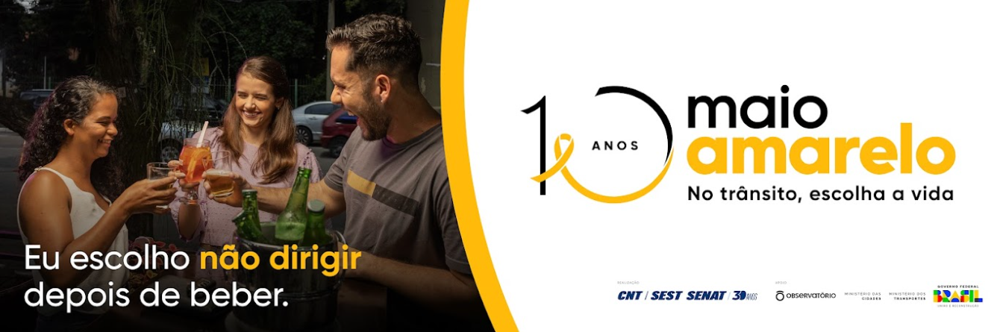 Eu escolho não dirigir
depois de beber.
10 ANOS
maio
amarelo
No trânsito, escolha a vida
REALIZAÇÃO
CNT | SEST SENAT | 30 ANOS
APOIO
OBSERVATÓRIO
MINISTÉRIO DAS
CIDADES
MINISTÉRIO DOS
TRANSPORTES
GOVERNO FEDERAL
BRASIL
UNIÃO E RECONSTRUÇÃO